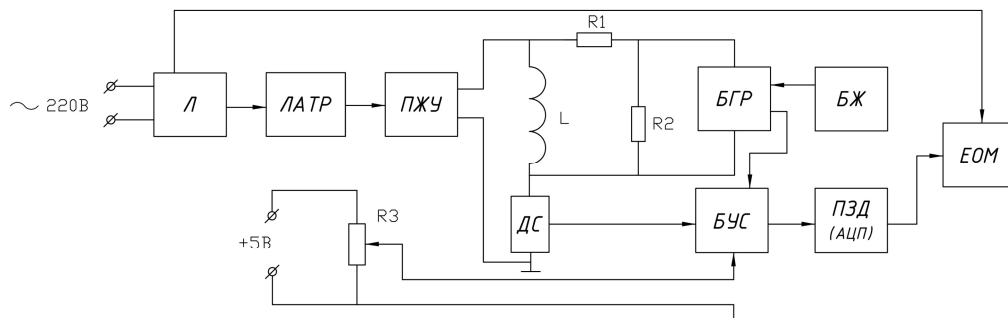 R1
~ 220В
Л
ЛАТР
ПЖУ
L
R2
БГР
БЖ
ЕОМ
R3
+5В
ДС
БУС
ПЗД
(АЦП)